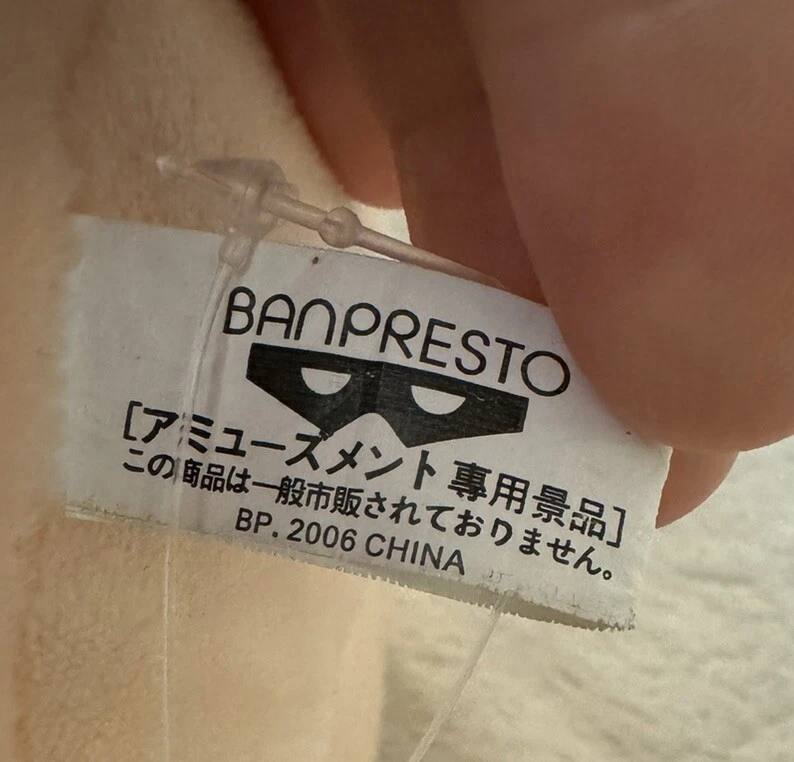 BANPRESTO
[アミューズメント専用景品]
この商品は一般市販されておりません。
BP. 2006 CHINA